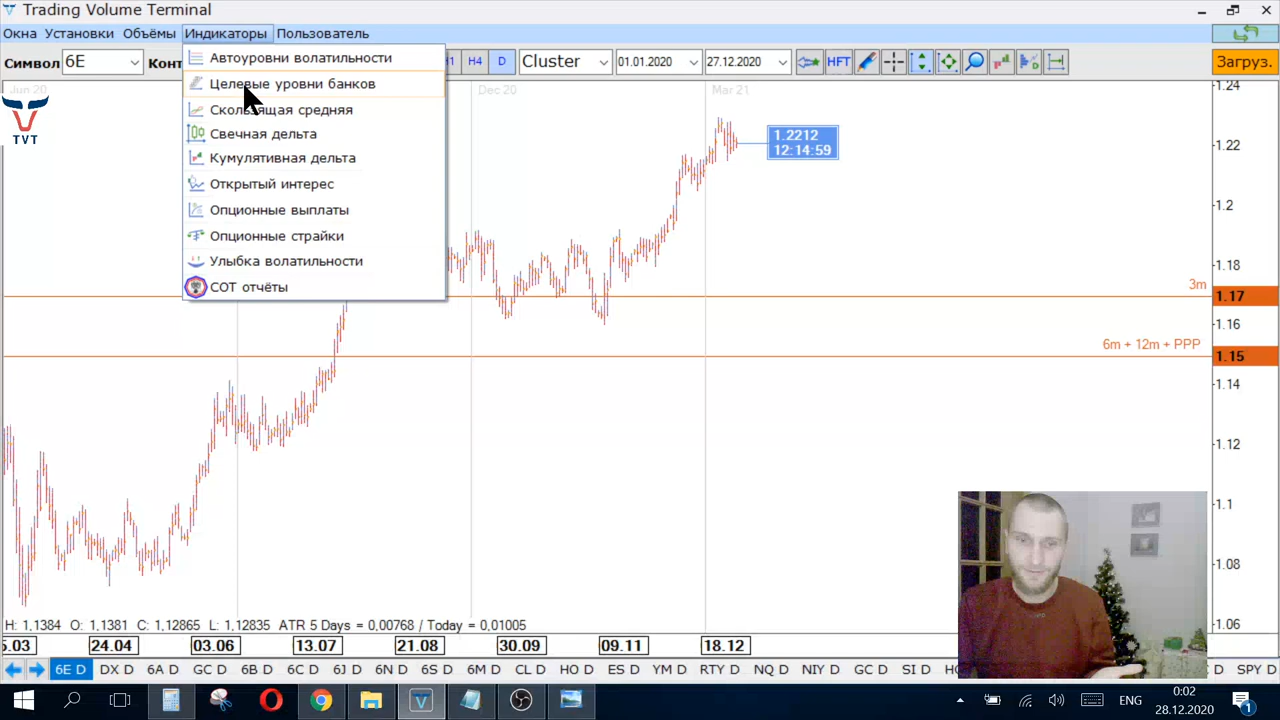 Trading Volume Terminal
Окна Установки Объёмы Индикаторы Пользователь
Символ 6E Конт H1 H4 D Cluster 01.01.2020 27.12.2020 HFT Загруз.
Автоуровни волатильности
Целевые уровни банков
Скользящая средняя
Свечная дельта
Кумулятивная дельта
Открытый интерес
Опционные выплаты
Опционные страйки
Улыбка волатильности
COT отчёты
TVT
Jun 20 Dec 20 Mar 21
1.2212
12:14:59
1.24
1.22
1.2
1.18
3m
1.17
1.16
6m + 12m + PPP
1.15
1.14
1.12
1.1
1.08
1.06
H: 1,1384 O: 1,1381 C: 1,12865 L: 1,12835 ATR 5 Days = 0,00768 / Today = 0,01005
5.03 24.04 03.06 13.07 21.08 30.09 09.11 18.12
6E D DX D 6A D GC D 6B D 6C D 6J D 6N D 6S D 6M D CL D HO D ES D YM D RTY D NQ D NIY D GC D SI D D SPY D
ENG
0:02
28.12.2020
1